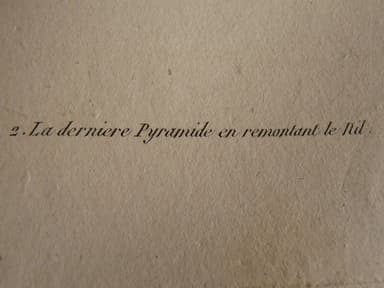 2. La derniere Pyramide en remontant le Nil.